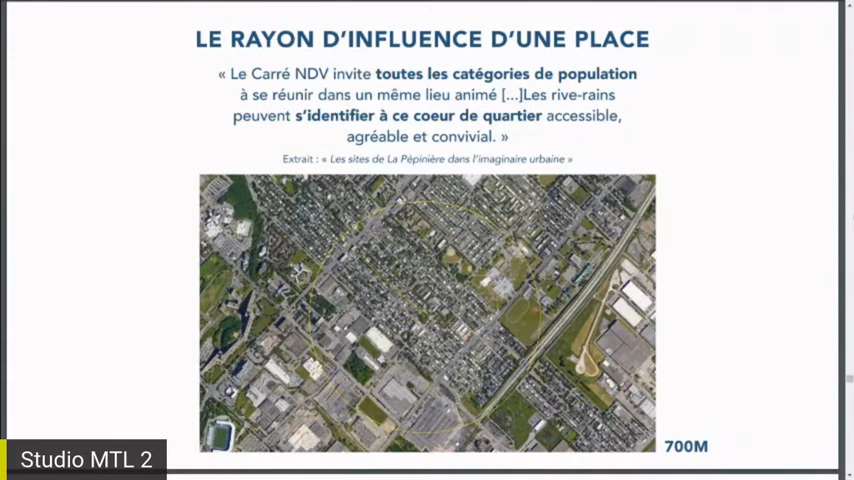 LE RAYON D'INFLUENCE D'UNE PLACE
« Le Carré NDV invite toutes les catégories de population
à se réunir dans un même lieu animé [...]Les rive-rains
peuvent s'identifier à ce coeur de quartier accessible,
agréable et convivial. »
Extrait : « Les sites de La Pépinière dans l'imaginaire urbaine »
700M
Studio MTL 2